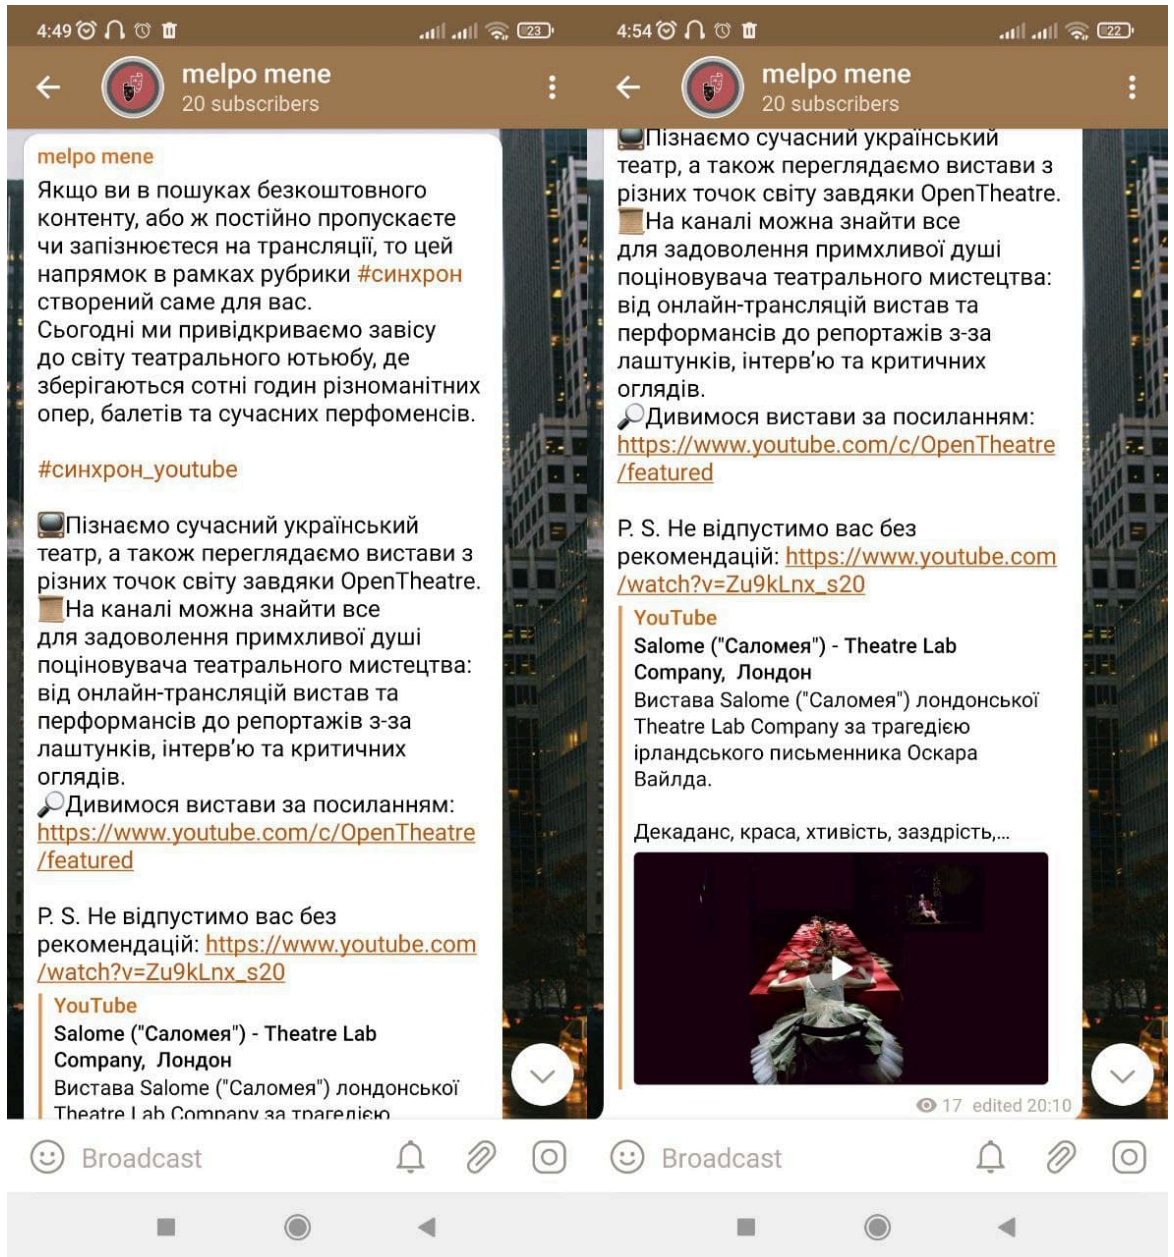 4:49
23
melpo mene
20 subscribers
melpo mene
Якщо ви в пошуках безкоштовного
контенту, або ж постійно пропускаєте
чи запізнюєтеся на трансляції, то цей
напрямок в рамках рубрики #синхрон
створений саме для вас.
Сьогодні ми привідкриваємо завісу
до світу театрального ютьюбу, де
зберігаються сотні годин різноманітних
опер, балетів та сучасних перфоменсів.
#синхрон_youtube
Пізнаємо сучасний український
театр, а також переглядаємо вистави з
різних точок світу завдяки OpenTheatre.
На каналі можна знайти все
для задоволення примхливої душі
поціновувача театрального мистецтва:
від онлайн-трансляцій вистав та
перформансів до репортажів з-за
лаштунків, інтерв’ю та критичних
оглядів.
Дивимося вистави за посиланням:
https://www.youtube.com/c/OpenTheatre
/featured
P. S. Не відпустимо вас без
рекомендацій: https://www.youtube.com
/watch?v=Zu9kLnx_s20
YouTube
Salome ("Саломея") - Theatre Lab
Company, Лондон
Вистава Salome ("Саломея") лондонської
Theatre Lab Company за трагедією
Broadcast
4:54
22
melpo mene
20 subscribers
Пізнаємо сучасний український
театр, а також переглядаємо вистави з
різних точок світу завдяки OpenTheatre.
На каналі можна знайти все
для задоволення примхливої душі
поціновувача театрального мистецтва:
від онлайн-трансляцій вистав та
перформансів до репортажів з-за
лаштунків, інтерв’ю та критичних
оглядів.
Дивимося вистави за посиланням:
https://www.youtube.com/c/OpenTheatre
/featured
P. S. Не відпустимо вас без
рекомендацій: https://www.youtube.com
/watch?v=Zu9kLnx_s20
YouTube
Salome ("Саломея") - Theatre Lab
Company, Лондон
Вистава Salome ("Саломея") лондонської
Theatre Lab Company за трагедією
ірландського письменника Оскара
Вайлда.
Декаданс, краса, хтивість, заздрість,...
17 edited 20:10
Broadcast